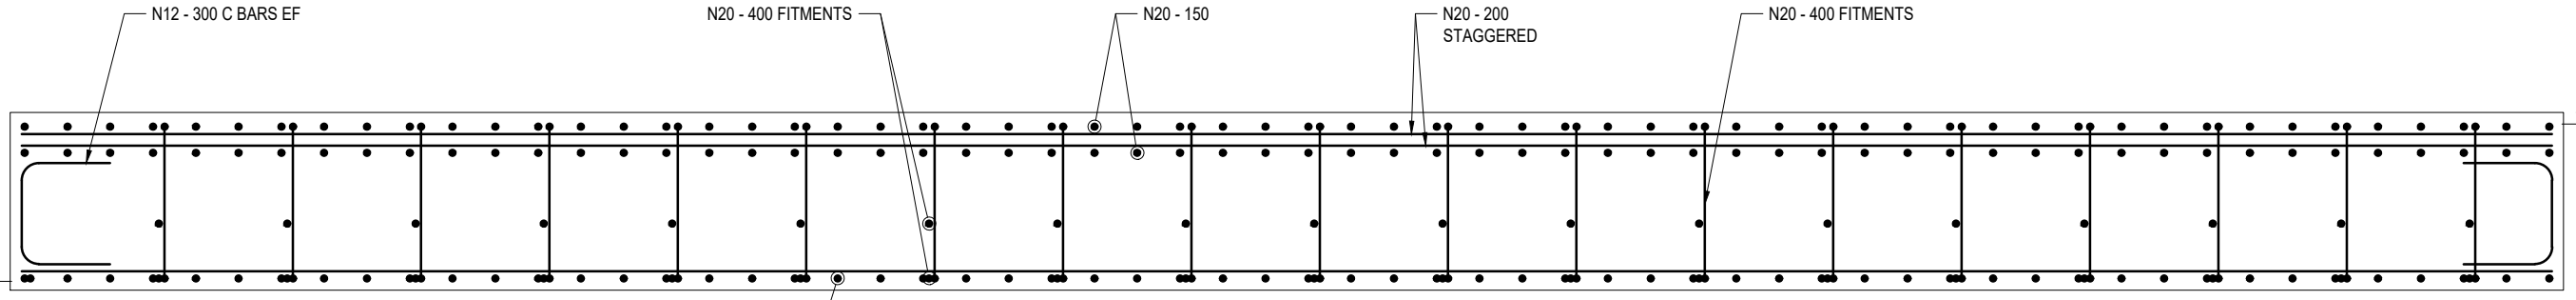 N12 - 300 C BARS EF
N20 - 400 FITMENTS
N20 - 150
N20 - 200
STAGGERED
N20 - 400 FITMENTS